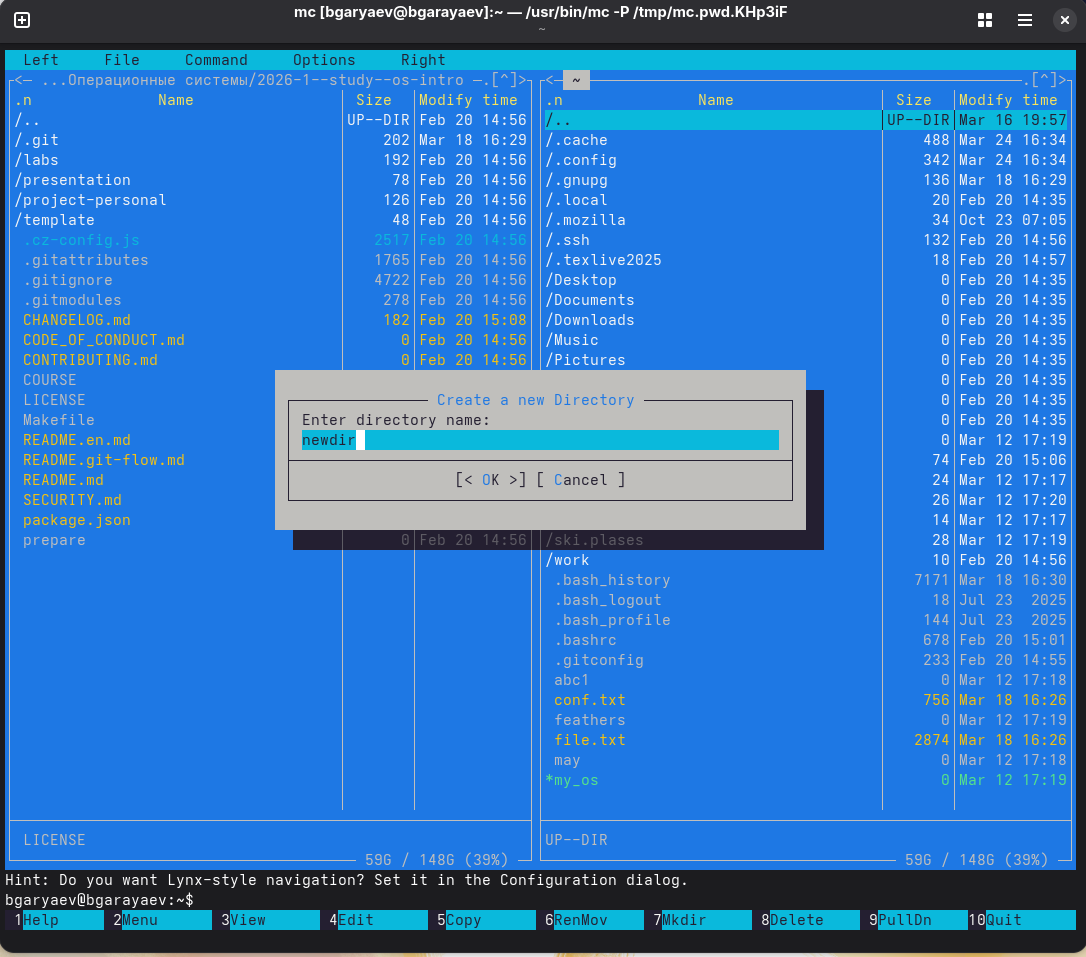 mc [bgaryaev@bgarayaev]:~ — /usr/bin/mc -P /tmp/mc.pwd.KHp3iF
~
Left File Command Options Right
<─ ...Операционные системы/2026-1--study--os-intro ─.[^]>
.n Name Size Modify time
/.. UP--DIR Feb 20 14:56
/.git 202 Mar 18 16:29
/labs 192 Feb 20 14:56
/presentation 78 Feb 20 14:56
/project-personal 126 Feb 20 14:56
/template 48 Feb 20 14:56
.cz-config.js 2517 Feb 20 14:56
.gitattributes 1765 Feb 20 14:56
.gitignore 4722 Feb 20 14:56
.gitmodules 278 Feb 20 14:56
CHANGELOG.md 182 Feb 20 15:08
CODE_OF_CONDUCT.md 0 Feb 20 14:56
CONTRIBUTING.md 0 Feb 20 14:56
COURSE
LICENSE
Makefile
README.en.md
README.git-flow.md
README.md
SECURITY.md
package.json
prepare 0 Feb 20 14:56
LICENSE
59G / 148G (39%)
<─ ~ .[^]>
.n Name Size Modify time
/.. UP--DIR Mar 16 19:57
/.cache 488 Mar 24 16:34
/.config 342 Mar 24 16:34
/.gnupg 136 Mar 18 16:29
/.local 20 Feb 20 14:35
/.mozilla 34 Oct 23 07:05
/.ssh 132 Feb 20 14:56
/.texlive2025 18 Feb 20 14:57
/Desktop 0 Feb 20 14:35
/Documents 0 Feb 20 14:35
/Downloads 0 Feb 20 14:35
/Music 0 Feb 20 14:35
/Pictures 0 Feb 20 14:35
0 Feb 20 14:35
0 Feb 20 14:35
0 Feb 20 14:35
0 Mar 12 17:19
74 Feb 20 15:06
24 Mar 12 17:17
26 Mar 12 17:20
14 Mar 12 17:17
/ski.plases 28 Mar 12 17:19
/work 10 Feb 20 14:56
.bash_history 7171 Mar 18 16:30
.bash_logout 18 Jul 23 2025
.bash_profile 144 Jul 23 2025
.bashrc 678 Feb 20 15:01
.gitconfig 233 Feb 20 14:55
abc1 0 Mar 12 17:18
conf.txt 756 Mar 18 16:26
feathers 0 Mar 12 17:19
file.txt 2874 Mar 18 16:26
may 0 Mar 12 17:18
*my_os 0 Mar 12 17:19
UP--DIR
59G / 148G (39%)
Create a new Directory
Enter directory name:
newdir
[< OK >] [ Cancel ]
Hint: Do you want Lynx-style navigation? Set it in the Configuration dialog.
bgaryaev@bgarayaev:~$
1Help 2Menu 3View 4Edit 5Copy 6RenMov 7Mkdir 8Delete 9PullDn 10Quit